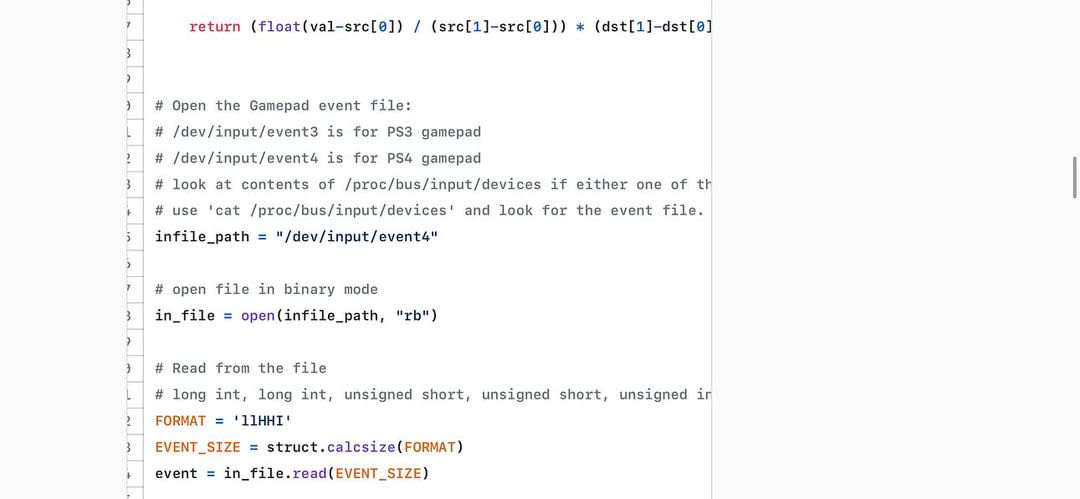 return (float(val-src[0]) / (src[1]-src[0])) * (dst[1]-dst[0]
# Open the Gamepad event file:
# /dev/input/event3 is for PS3 gamepad
# /dev/input/event4 is for PS4 gamepad
# look at contents of /proc/bus/input/devices if either one of th
# use 'cat /proc/bus/input/devices' and look for the event file.
infile_path = "/dev/input/event4"
# open file in binary mode
in_file = open(infile_path, "rb")
# Read from the file
# long int, long int, unsigned short, unsigned short, unsigned in
FORMAT = 'llHHI'
EVENT_SIZE = struct.calcsize(FORMAT)
event = in_file.read(EVENT_SIZE)